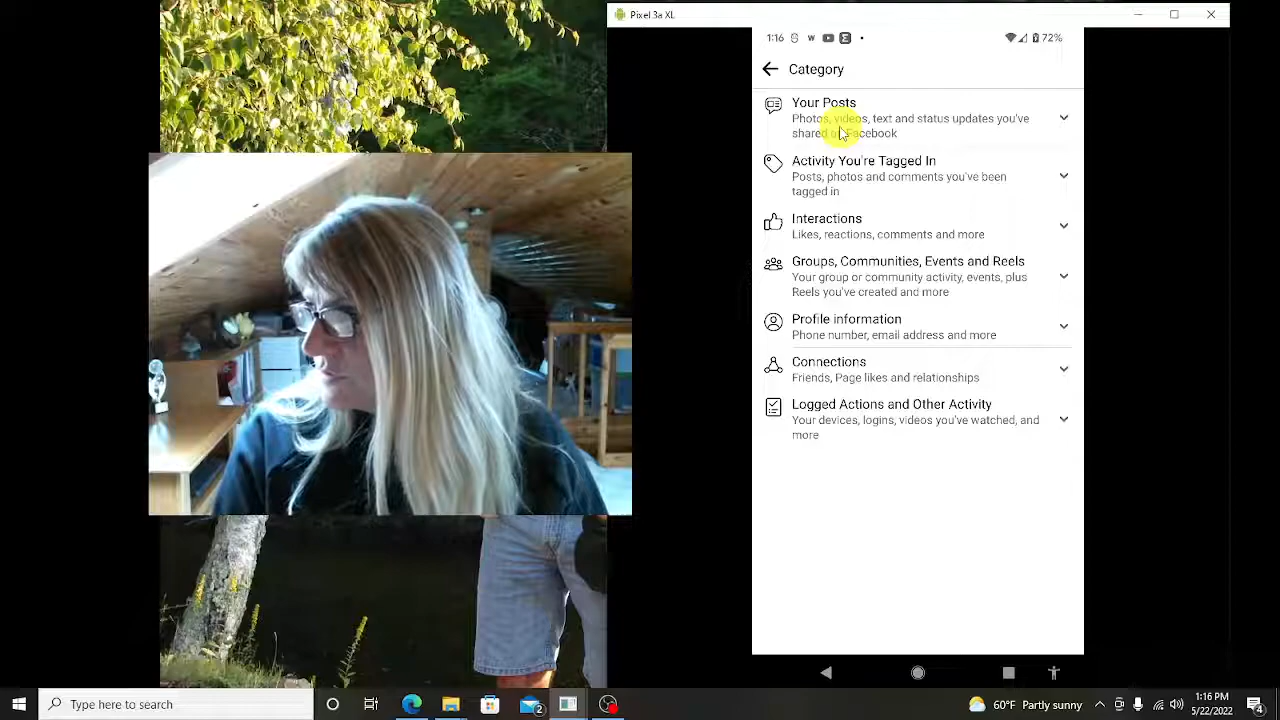 Pixel 3a XL
1:16
72%
Category
Your Posts
Photos, videos, text and status updates you've
shared on Facebook
Activity You're Tagged In
Posts, photos and comments you've been
tagged in
Interactions
Likes, reactions, comments and more
Groups, Communities, Events and Reels
Your group or community activity, events, plus
Reels you've created and more
Profile information
Phone number, email address and more
Connections
Friends, Page likes and relationships
Logged Actions and Other Activity
Your devices, logins, videos you've watched, and
more
Type here to search
2
60°F Partly sunny
1:16 PM
5/22/2022